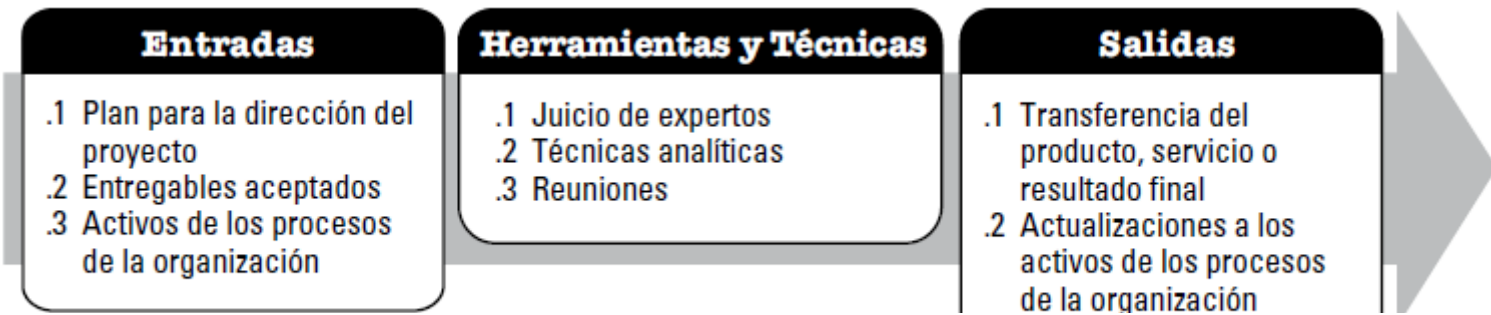 Entradas
.1 Plan para la dirección del
proyecto
.2 Entregables aceptados
.3 Activos de los procesos
de la organización
Herramientas y Técnicas
.1 Juicio de expertos
.2 Técnicas analíticas
.3 Reuniones
Salidas
.1 Transferencia del
producto, servicio o
resultado final
.2 Actualizaciones a los
activos de los procesos
de la organización